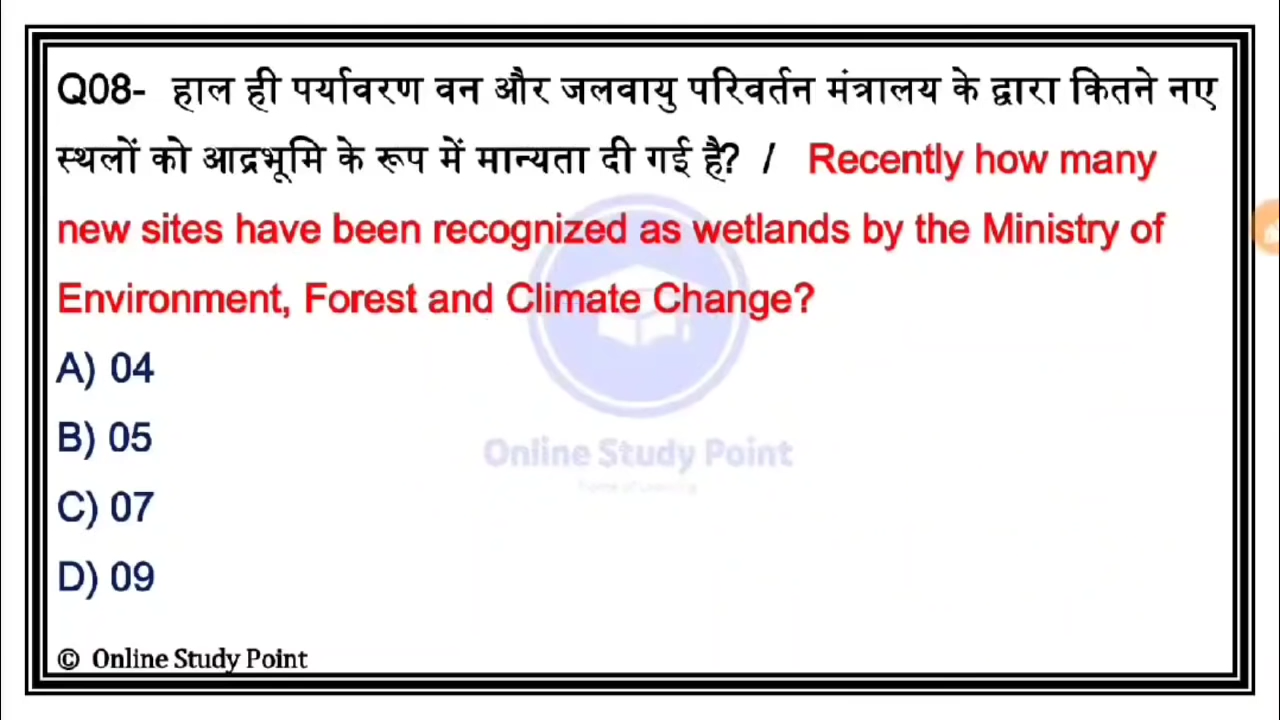 Q08- हाल ही पर्यावरण वन और जलवायु परिवर्तन मंत्रालय के द्वारा कितने नए
स्थलों को आद्रभूमि के रूप में मान्यता दी गई है? / Recently how many
new sites have been recognized as wetlands by the Ministry of
Environment, Forest and Climate Change?
A) 04
B) 05
Online Study Point
C) 07
D) 09
© Online Study Point